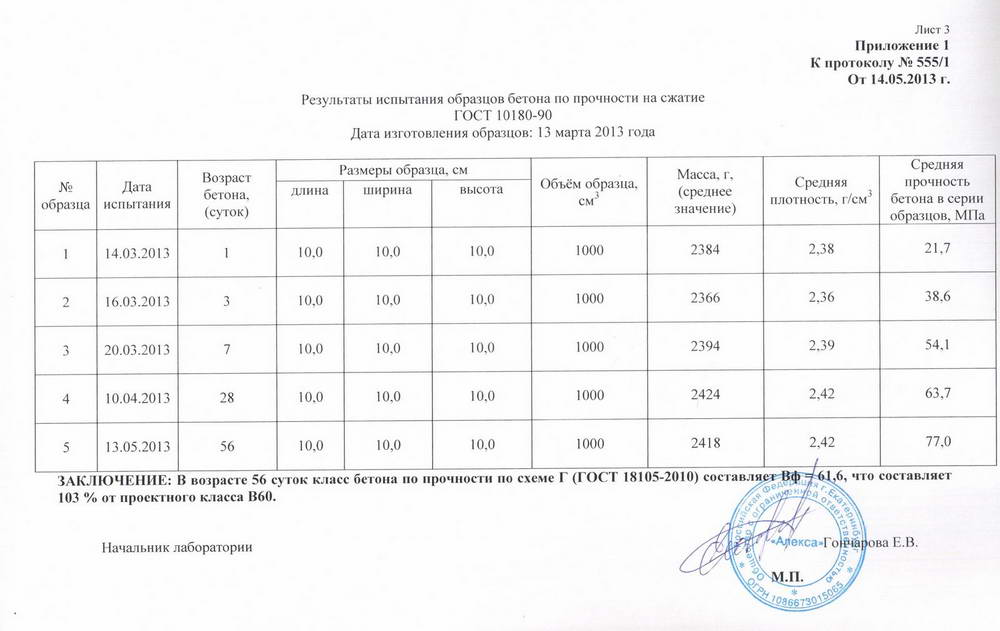 Лист 3
Приложение 1
К протоколу № 555/1
От 14.05.2013 г.
Результаты испытания образцов бетона по прочности на сжатие
ГОСТ 10180-90
Дата изготовления образцов: 13 марта 2013 года
№ образца Дата испытания Возраст бетона, (суток) Размеры образца, см Объём образца, см3 Масса, г, (среднее значение) Средняя плотность, г/см3 Средняя прочность бетона в серии образцов, МПа
длина ширина высота
1 14.03.2013 1 10,0 10,0 10,0 1000 2384 2,38 21,7
2 16.03.2013 3 10,0 10,0 10,0 1000 2366 2,36 38,6
3 20.03.2013 7 10,0 10,0 10,0 1000 2394 2,39 54,1
4 10.04.2013 28 10,0 10,0 10,0 1000 2424 2,42 63,7
5 13.05.2013 56 10,0 10,0 10,0 1000 2418 2,42 77,0
ЗАКЛЮЧЕНИЕ: В возрасте 56 суток класс бетона по прочности по схеме Г (ГОСТ 18105-2010) составляет Вф = 61,6, что составляет
103 % от проектного класса В60.
Начальник лаборатории Гончарова Е.В.
М.П.
Российская Федерация г.Екатеринбург
Общество с ограниченной ответственностью
«Алекса»
ОГРН 1086673015065